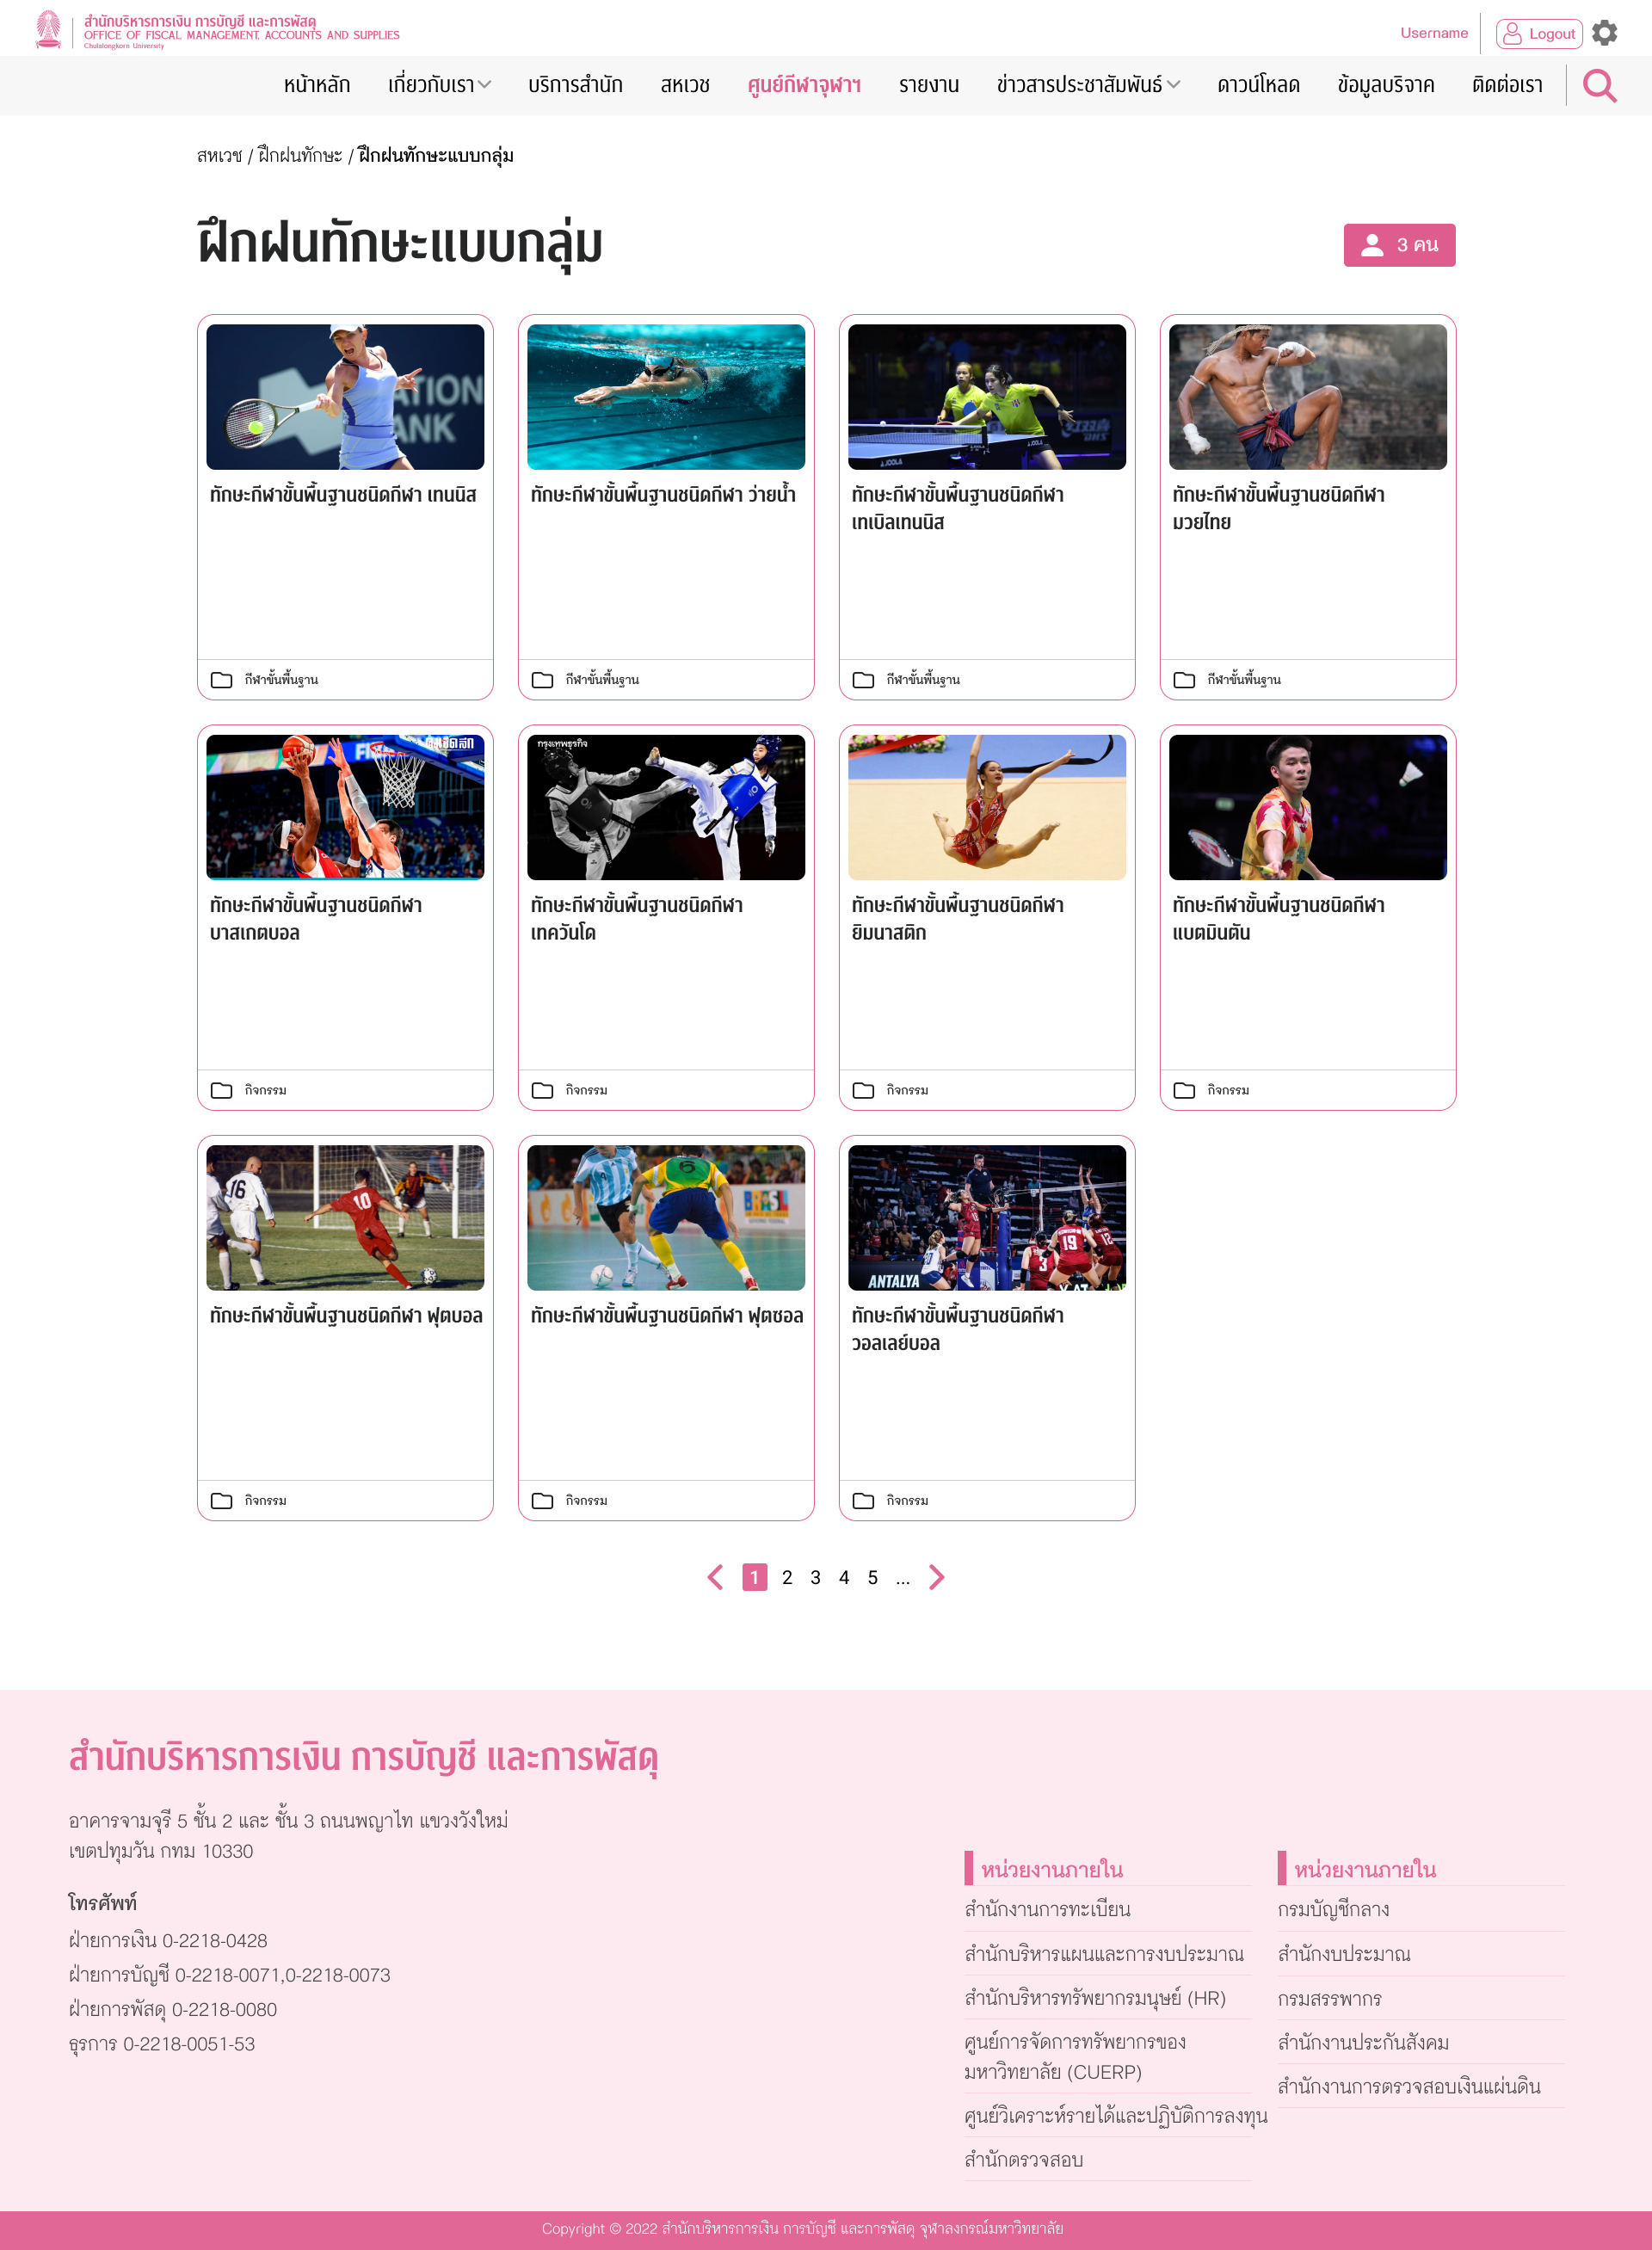 สำนักบริหารการเงิน การบัญชี และการพัสดุ
OFFICE OF FISCAL MANAGEMENT, ACCOUNTS AND SUPPLIES
Chulalongkorn University
Username
Logout
หน้าหลัก เกี่ยวกับเรา บริการสำนัก สหเวช ศูนย์กีฬาจุฬาฯ รายงาน ข่าวสารประชาสัมพันธ์ ดาวน์โหลด ข้อมูลบริจาค ติดต่อเรา
สหเวช / ฝึกฝนทักษะ / ฝึกฝนทักษะแบบกลุ่ม
ฝึกฝนทักษะแบบกลุ่ม
3 คน
ATION
BANK
JOOLA
JOOLA
DHS
ทักษะกีฬาขั้นพื้นฐานชนิดกีฬา เทนนิส
ทักษะกีฬาขั้นพื้นฐานชนิดกีฬา ว่ายน้ำ
ทักษะกีฬาขั้นพื้นฐานชนิดกีฬา
เทเบิลเทนนิส
ทักษะกีฬาขั้นพื้นฐานชนิดกีฬา
มวยไทย
กีฬาขั้นพื้นฐาน
กีฬาขั้นพื้นฐาน
กีฬาขั้นพื้นฐาน
กีฬาขั้นพื้นฐาน
กรุงเทพธุรกิจ
ทักษะกีฬาขั้นพื้นฐานชนิดกีฬา
บาสเกตบอล
ทักษะกีฬาขั้นพื้นฐานชนิดกีฬา
เทควันโด
ทักษะกีฬาขั้นพื้นฐานชนิดกีฬา
ยิมนาสติก
ทักษะกีฬาขั้นพื้นฐานชนิดกีฬา
แบตมินตัน
กิจกรรม
กิจกรรม
กิจกรรม
กิจกรรม
16
10
6
BRASIL
19
12
3
ANTALYA
ทักษะกีฬาขั้นพื้นฐานชนิดกีฬา ฟุตบอล
ทักษะกีฬาขั้นพื้นฐานชนิดกีฬา ฟุตซอล
ทักษะกีฬาขั้นพื้นฐานชนิดกีฬา
วอลเลย์บอล
กิจกรรม
กิจกรรม
กิจกรรม
1 2 3 4 5 ...
สำนักบริหารการเงิน การบัญชี และการพัสดุ
อาคารจามจุรี 5 ชั้น 2 และ ชั้น 3 ถนนพญาไท แขวงวังใหม่
เขตปทุมวัน กทม 10330
โทรศัพท์
ฝ่ายการเงิน 0-2218-0428
ฝ่ายการบัญชี 0-2218-0071,0-2218-0073
ฝ่ายการพัสดุ 0-2218-0080
ธุรการ 0-2218-0051-53
หน่วยงานภายใน
สำนักงานการทะเบียน
สำนักบริหารแผนและการงบประมาณ
สำนักบริหารทรัพยากรมนุษย์ (HR)
ศูนย์การจัดการทรัพยากรของ
มหาวิทยาลัย (CUERP)
ศูนย์วิเคราะห์รายได้และปฏิบัติการลงทุน
สำนักตรวจสอบ
หน่วยงานภายใน
กรมบัญชีกลาง
สำนักงบประมาณ
กรมสรรพากร
สำนักงานประกันสังคม
สำนักงานการตรวจสอบเงินแผ่นดิน
Copyright © 2022 สำนักบริหารการเงิน การบัญชี และการพัสดุ จุฬาลงกรณ์มหาวิทยาลัย